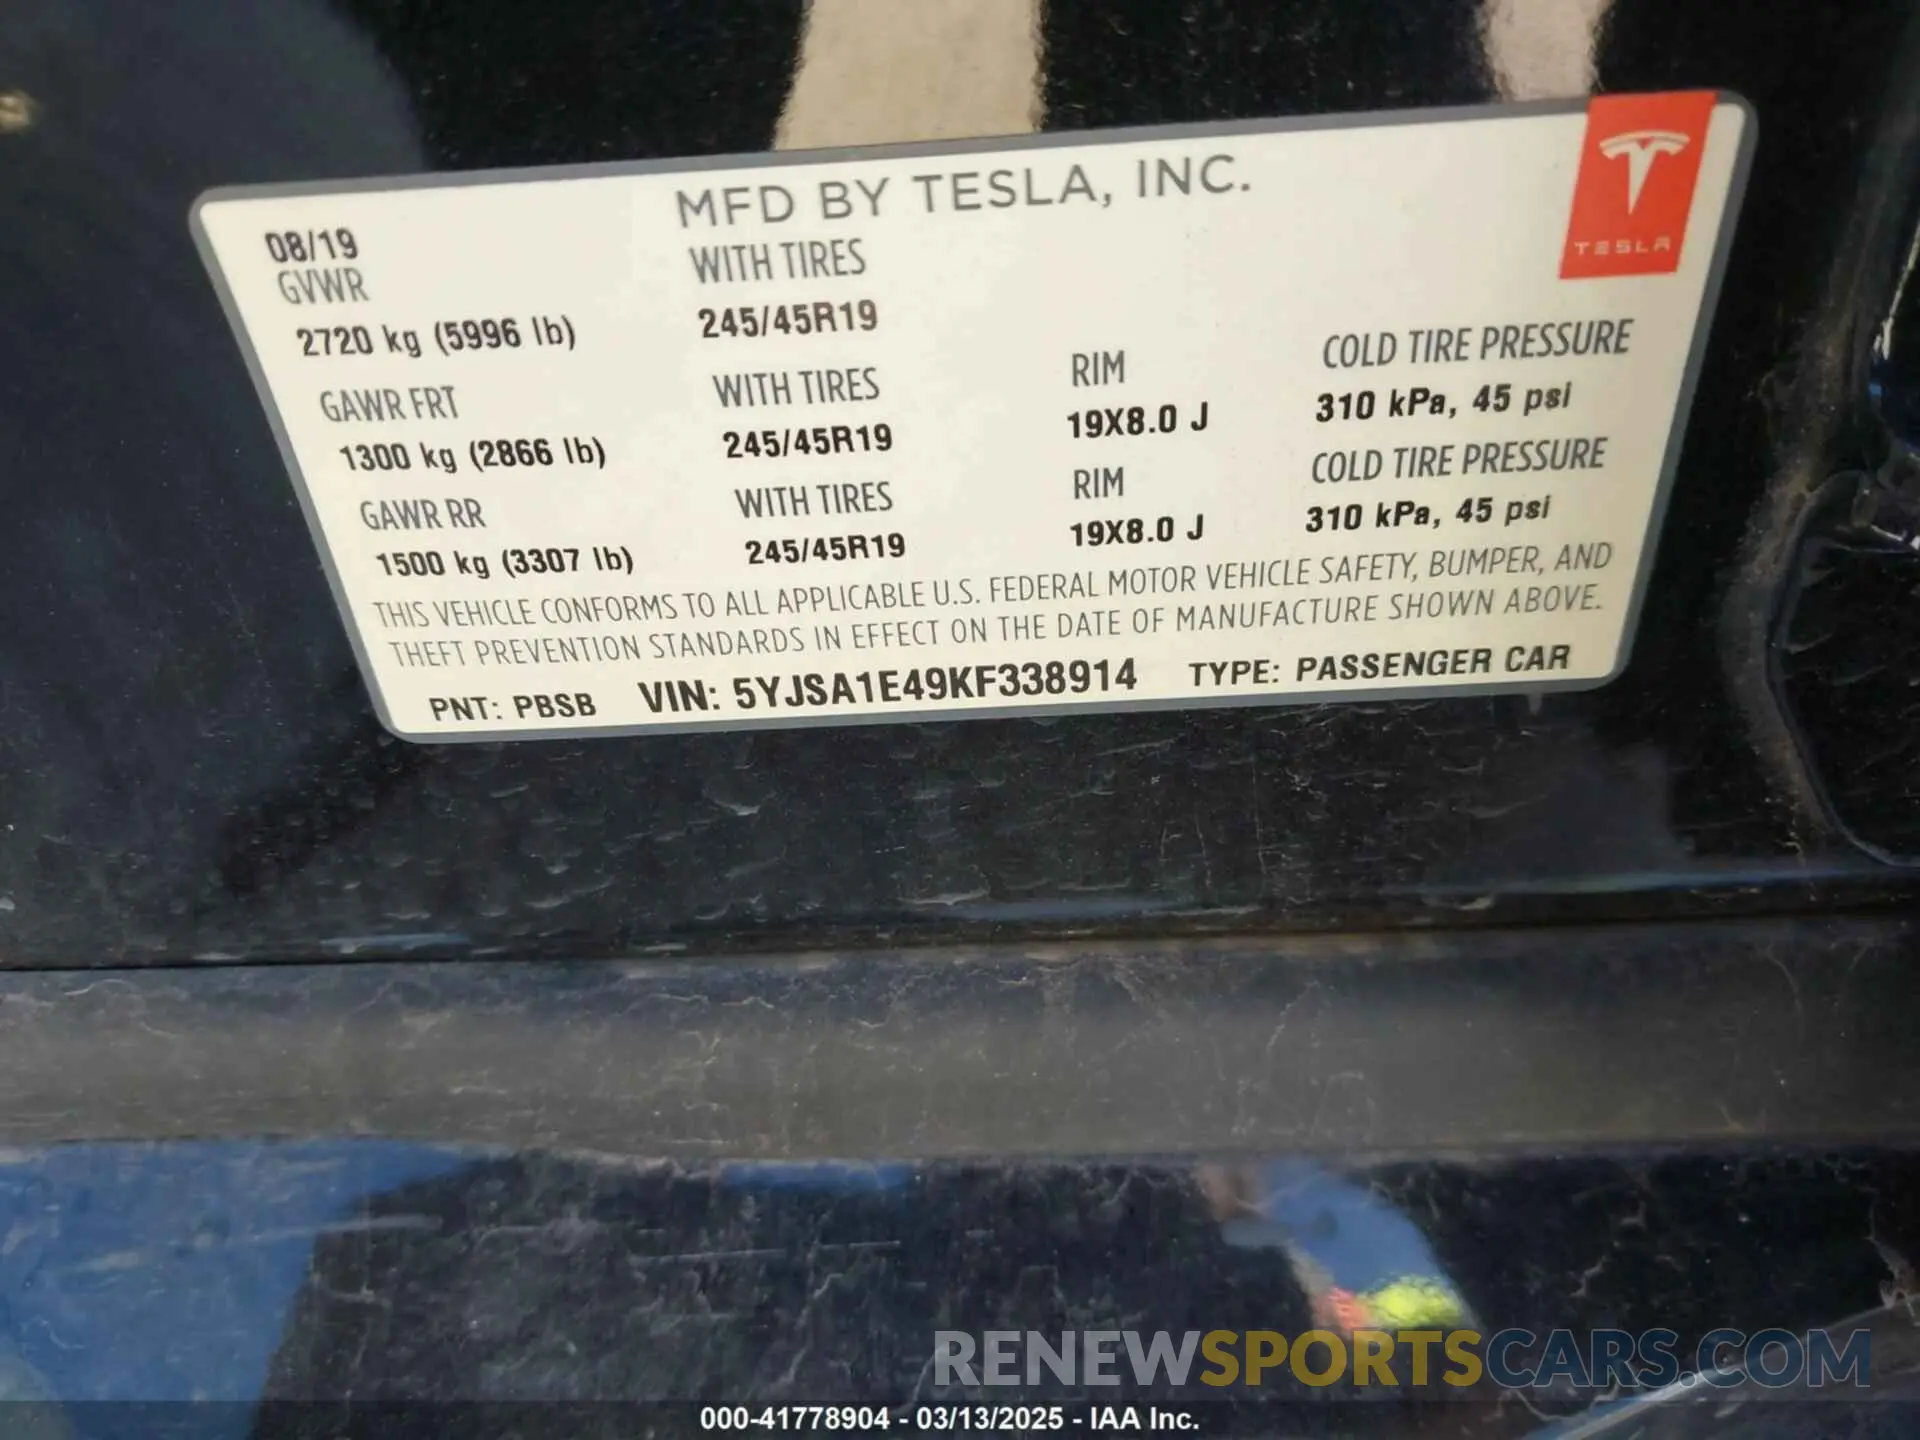 MFD BY TESLA, INC.
TESLA
08/19
GVWR
WITH TIRES
2720 kg (5996 lb)
245/45R19
GAWR FRT
WITH TIRES
RIM
COLD TIRE PRESSURE
1300 kg (2866 lb)
245/45R19
19X8.0 J
310 kPa, 45 psi
GAWR RR
WITH TIRES
RIM
COLD TIRE PRESSURE
1500 kg (3307 lb)
245/45R19
19X8.0 J
310 kPa, 45 psi
THIS VEHICLE CONFORMS TO ALL APPLICABLE U.S. FEDERAL MOTOR VEHICLE SAFETY, BUMPER, AND
THEFT PREVENTION STANDARDS IN EFFECT ON THE DATE OF MANUFACTURE SHOWN ABOVE.
PNT: PBSB VIN: 5YJSA1E49KF338914 TYPE: PASSENGER CAR
RENEWSPORTSCARS.COM
000-41778904 - 03/13/2025 - IAA Inc.